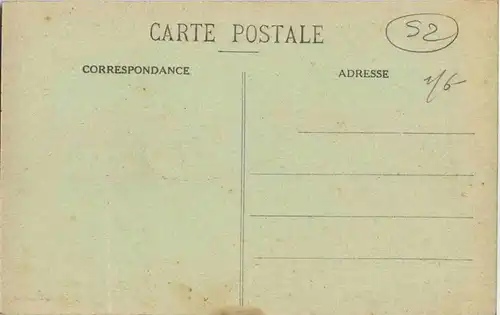 CARTE POSTALE
52
CORRESPONDANCE
ADRESSE